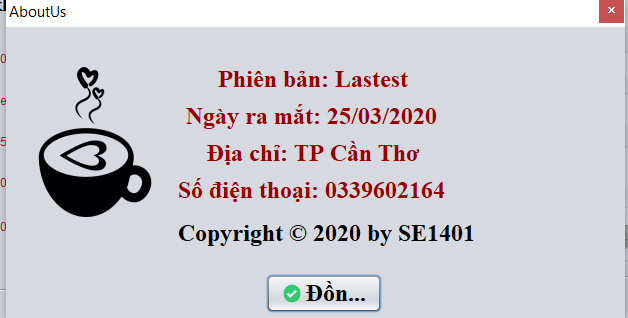 AboutUs
Phiên bản: Lastest
Ngày ra mắt: 25/03/2020
Địa chỉ: TP Cần Thơ
Số điện thoại: 0339602164
Copyright © 2020 by SE1401
Đồn...